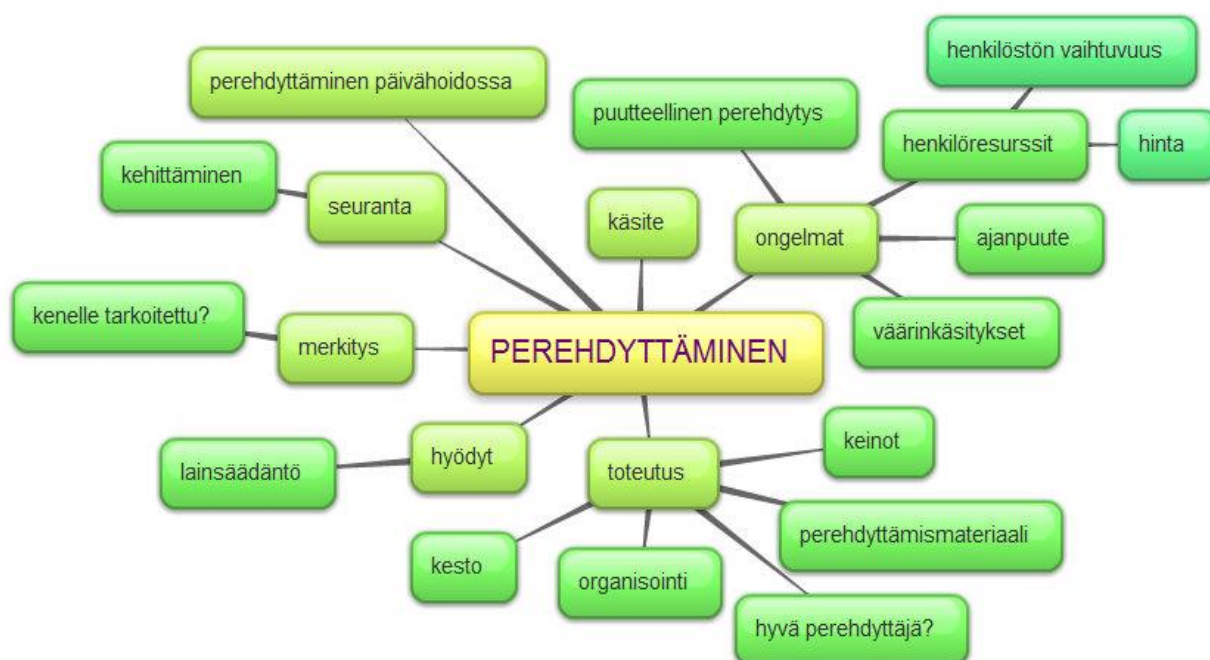 henkilöstön vaihtuvuus
perehdyttäminen päivähoidossa
puutteellinen perehdytys
henkilöresurssit
hinta
kehittäminen
seuranta
käsite
ongelmat
ajanpuute
kenelle tarkoitettu?
merkitys
PEREHDYTTÄMINEN
väärinkäsitykset
lainsäädäntö
hyödyt
toteutus
keinot
perehdyttämismateriaali
kesto
organisointi
hyvä perehdyttäjä?